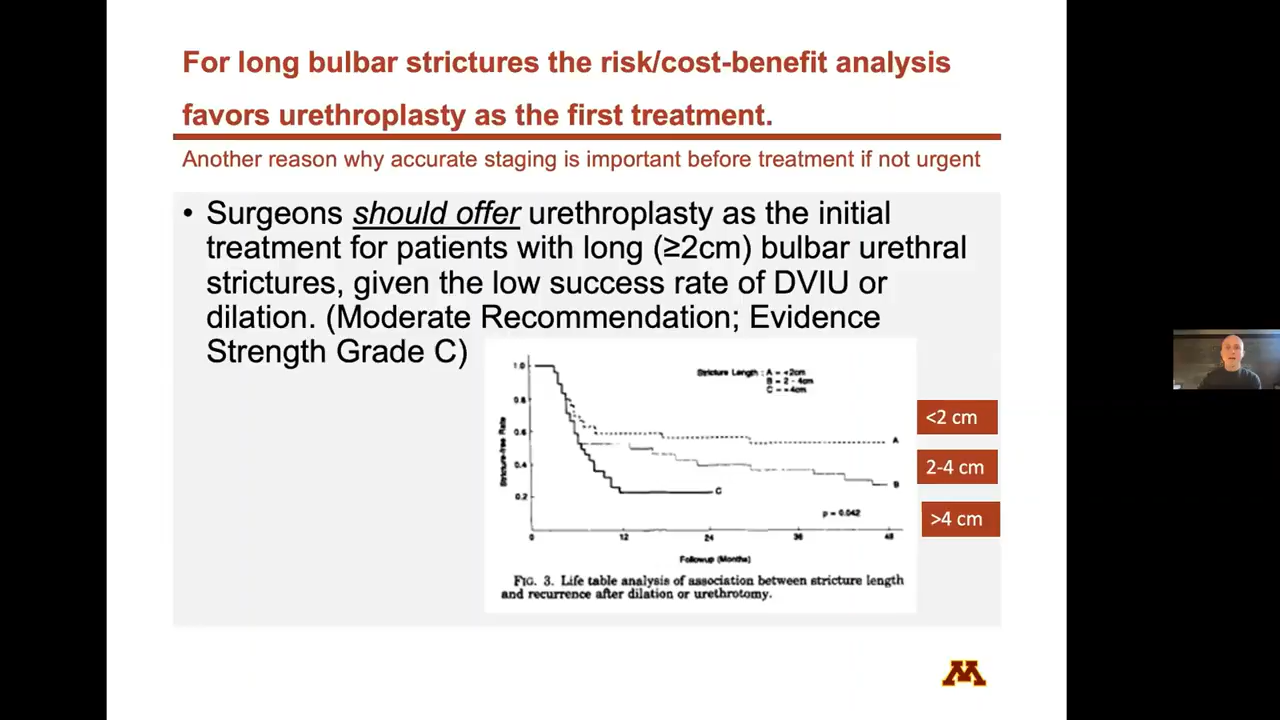 For long bulbar strictures the risk/cost-benefit analysis
favors urethroplasty as the first treatment.
Another reason why accurate staging is important before treatment if not urgent
• Surgeons should offer urethroplasty as the initial
treatment for patients with long (≥2cm) bulbar urethral
strictures, given the low success rate of DVIU or
dilation. (Moderate Recommendation; Evidence
Strength Grade C)
1.0
0.8
0.6
0.4
0.2
Stricture-free Rate
Stricture Length : A = <2cm
B = 2 - 4cm
C = >4cm
A
B
C
p = 0.042
0 12 24 36 48
Followup (Months)
FIG. 3. Life table analysis of association between stricture length
and recurrence after dilation or urethrotomy.
<2 cm
2-4 cm
>4 cm
M